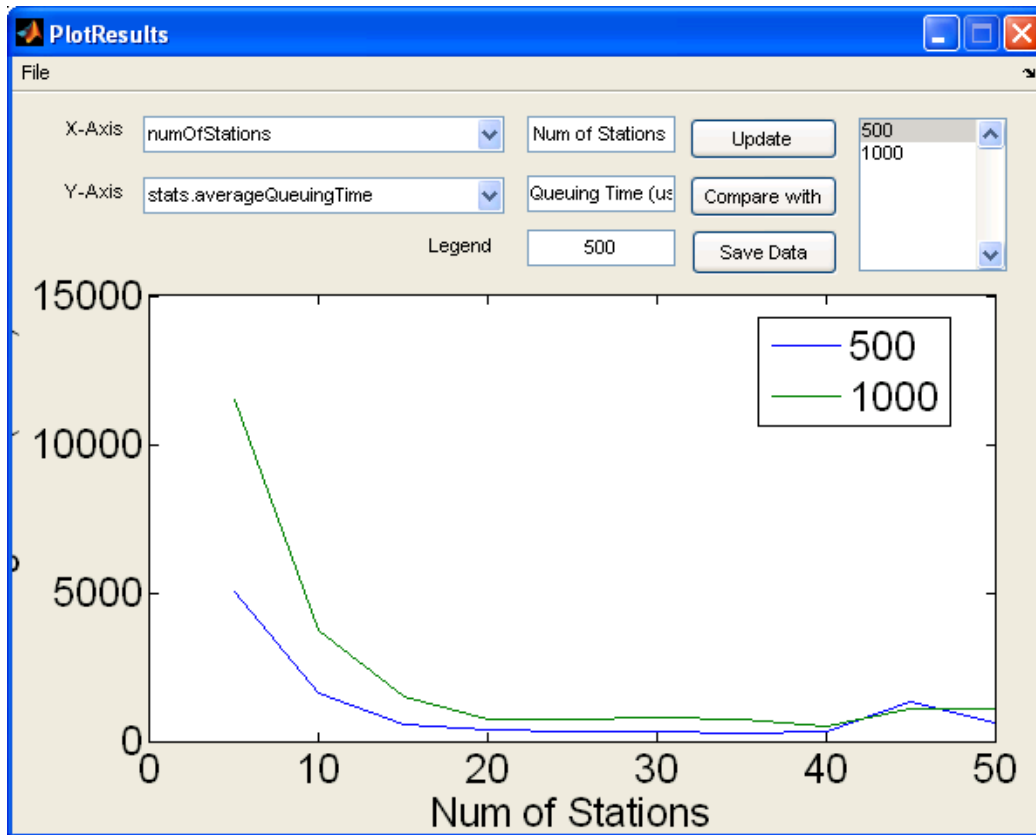 PlotResults
File
X-Axis numOfStations Num of Stations Update
Y-Axis stats.averageQueuingTime Queuing Time (us Compare with
Legend 500 Save Data
500
1000
15000
10000
5000
0
500
1000
0 10 20 30 40 50
Num of Stations